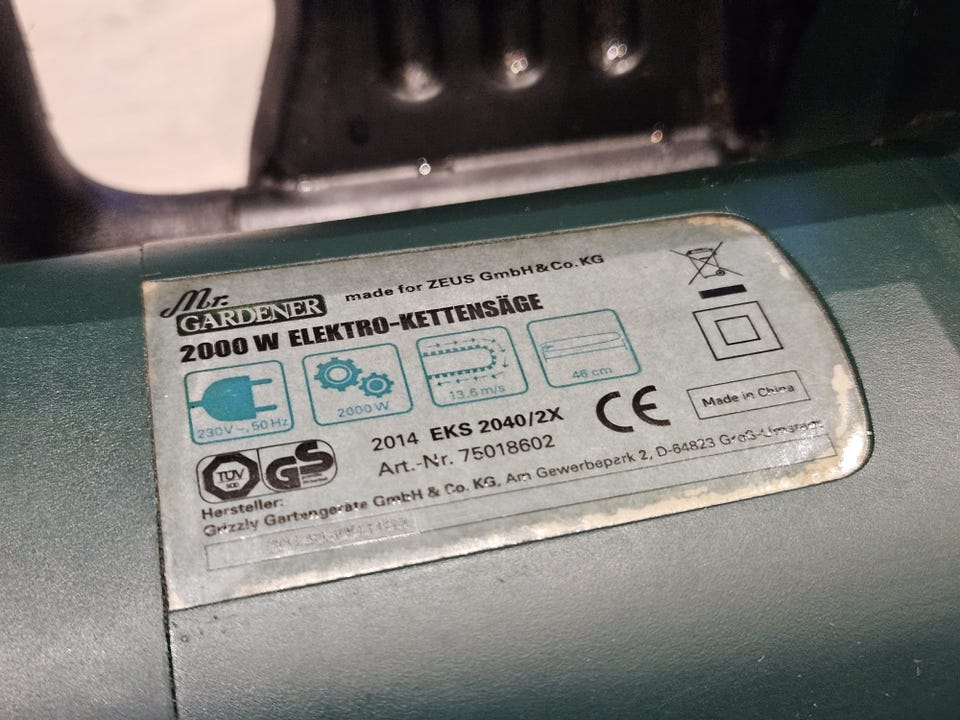 Mr. GARDENER made for ZEUS GmbH & Co. KG
2000 W ELEKTRO-KETTENSÄGE
230V ~, 50 Hz
2000 W
13.6 m/s
46 cm
Made in China
CE
2014 EKS 2040/2X
Art.-Nr. 75018602
TÜV
GS
Hersteller:
Grizzly Gartengeräte GmbH & Co. KG, Am Gewerbepark 2, D-64823 Groß-Umstadt